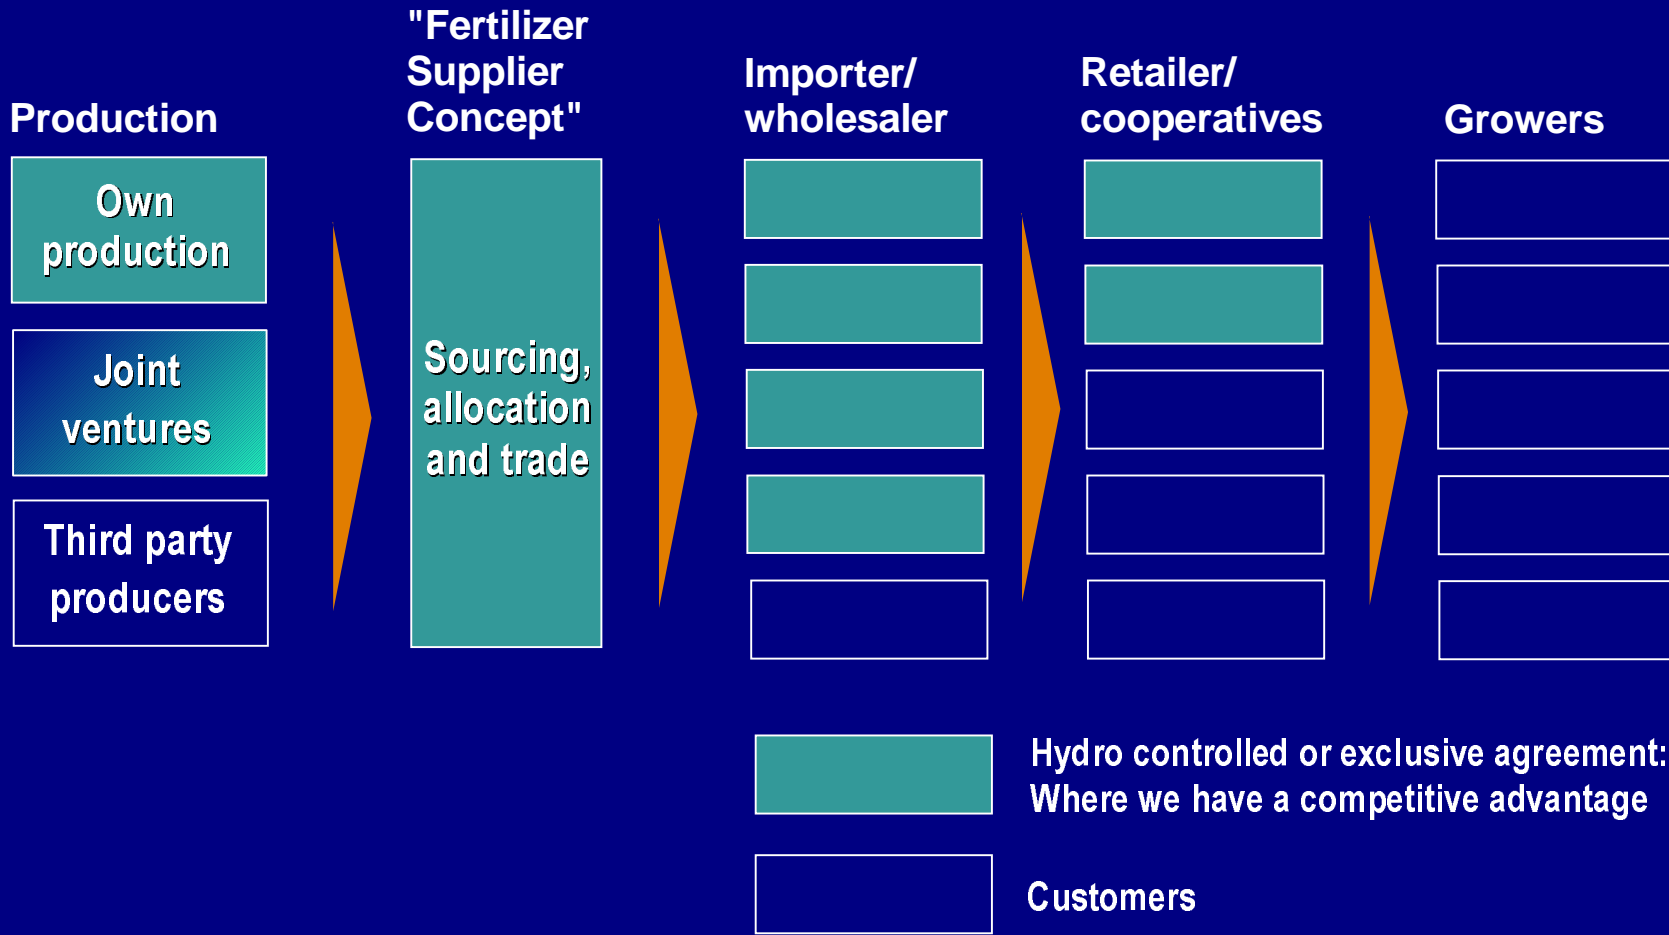 "Fertilizer
Supplier
Concept"
Production
Importer/
wholesaler
Retailer/
cooperatives
Growers
Own
production
Joint
ventures
Third party
producers
Sourcing,
allocation
and trade
Hydro controlled or exclusive agreement:
Where we have a competitive advantage
Customers